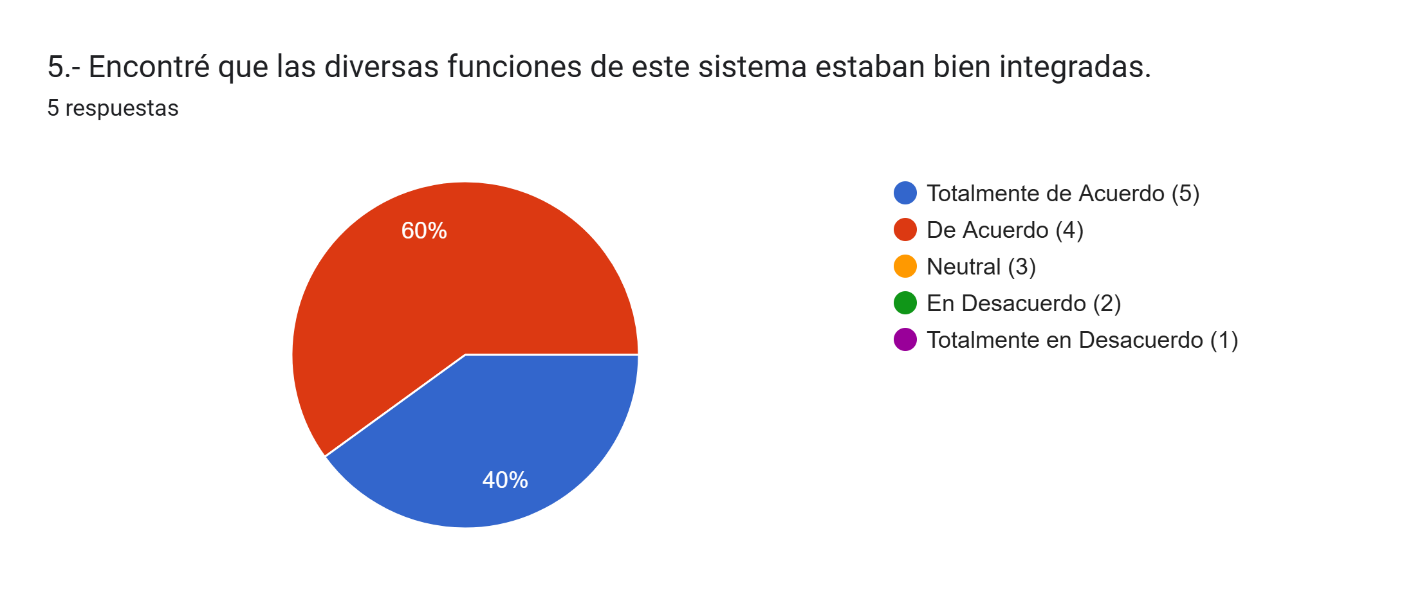 5.- Encontré que las diversas funciones de este sistema estaban bien integradas.
5 respuestas
60%
40%
Totalmente de Acuerdo (5)
De Acuerdo (4)
Neutral (3)
En Desacuerdo (2)
Totalmente en Desacuerdo (1)